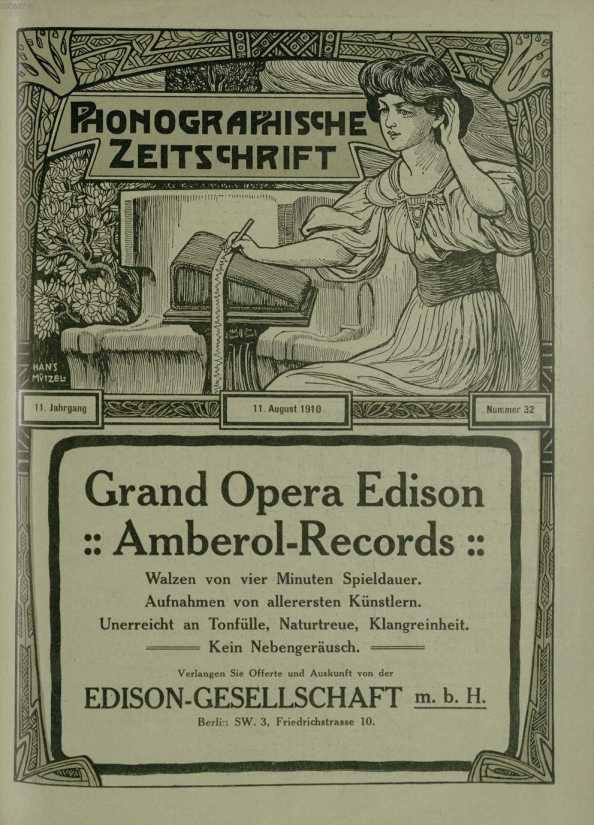 PHONOGRAPHISCHE
ZEITSCHRIFT
HANS
MÜTZEL
11. Jahrgang
11. August 1910
Nummer 32
Grand Opera Edison
:: Amberol-Records ::
Walzen von vier Minuten Spieldauer.
Aufnahmen von allerersten Künstlern.
Unerreicht an Tonfülle, Naturtreue, Klangreinheit.
Kein Nebengeräusch.
Verlangen Sie Offerte und Auskunft von der
EDISON-GESELLSCHAFT m. b. H.
Berlin SW. 3, Friedrichstrasse 10.